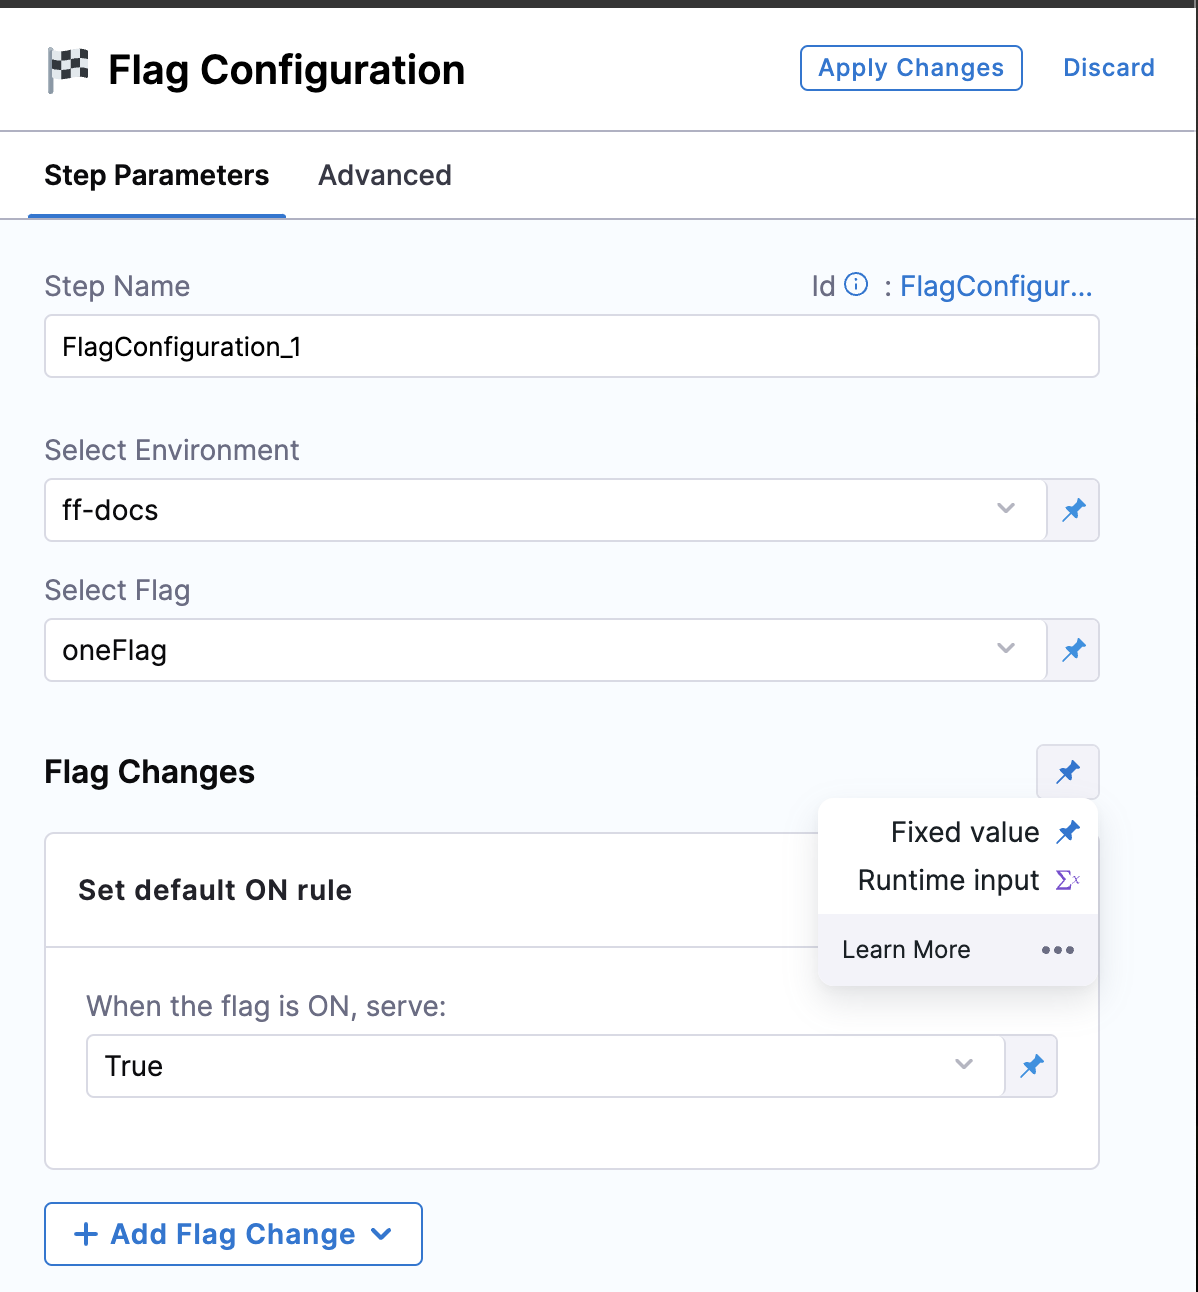 Flag Configuration
Apply Changes
Discard
Step Parameters
Advanced
Step Name
Id : FlagConfigur...
FlagConfiguration_1
Select Environment
ff-docs
Select Flag
oneFlag
Flag Changes
Fixed value
Runtime input Σx
Learn More
Set default ON rule
When the flag is ON, serve:
True
+ Add Flag Change